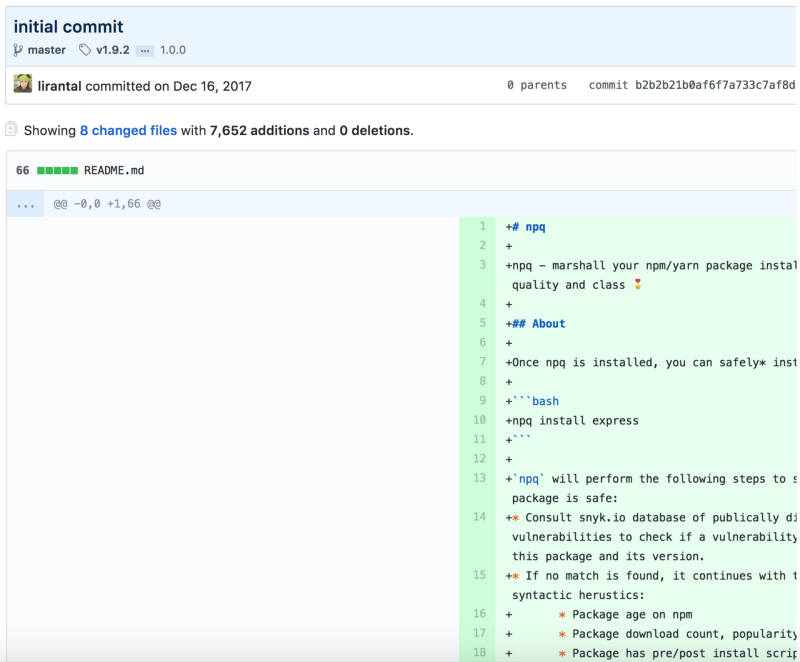 initial commit
master v1.9.2 ... 1.0.0
lirantal committed on Dec 16, 2017 0 parents commit b2b2b21b0af6f7a733c7af8d
Showing 8 changed files with 7,652 additions and 0 deletions.
66 README.md
... @@ -0,0 +1,66 @@
1 +# npq
2 +
3 +npq - marshall your npm/yarn package instal
quality and class 🎖
4 +
5 +## About
6 +
7 +Once npq is installed, you can safely* inst
8 +
9 +```bash
10 +npq install express
11 +```
12 +
13 +`npq` will perform the following steps to s
package is safe:
14 +* Consult snyk.io database of publically di
vulnerabilities to check if a vulnerability
this package and its version.
15 +* If no match is found, it continues with t
syntactic herustics:
16 + * Package age on npm
17 + * Package download count, popularity
18 + * Package has pre/post install scrip